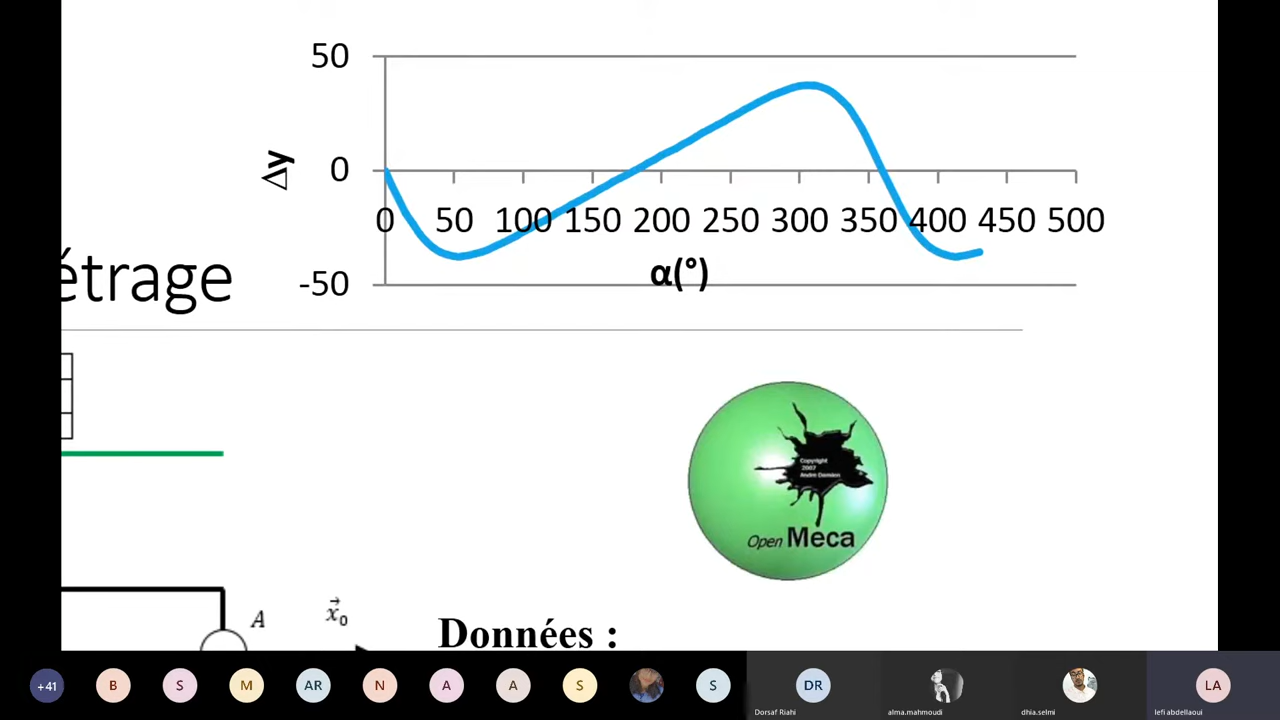 50
Δy
0
0 50 100 150 200 250 300 350 400 450 500
α(°)
-50
étrage
Copyright
2007
André Damien
Open Meca
A
x⃗₀
Données :
+41 B S M AR N A A S S DR LA
Dorsaf Riahi alma.mahmoudi dhia.selmi lefi abdellaoui